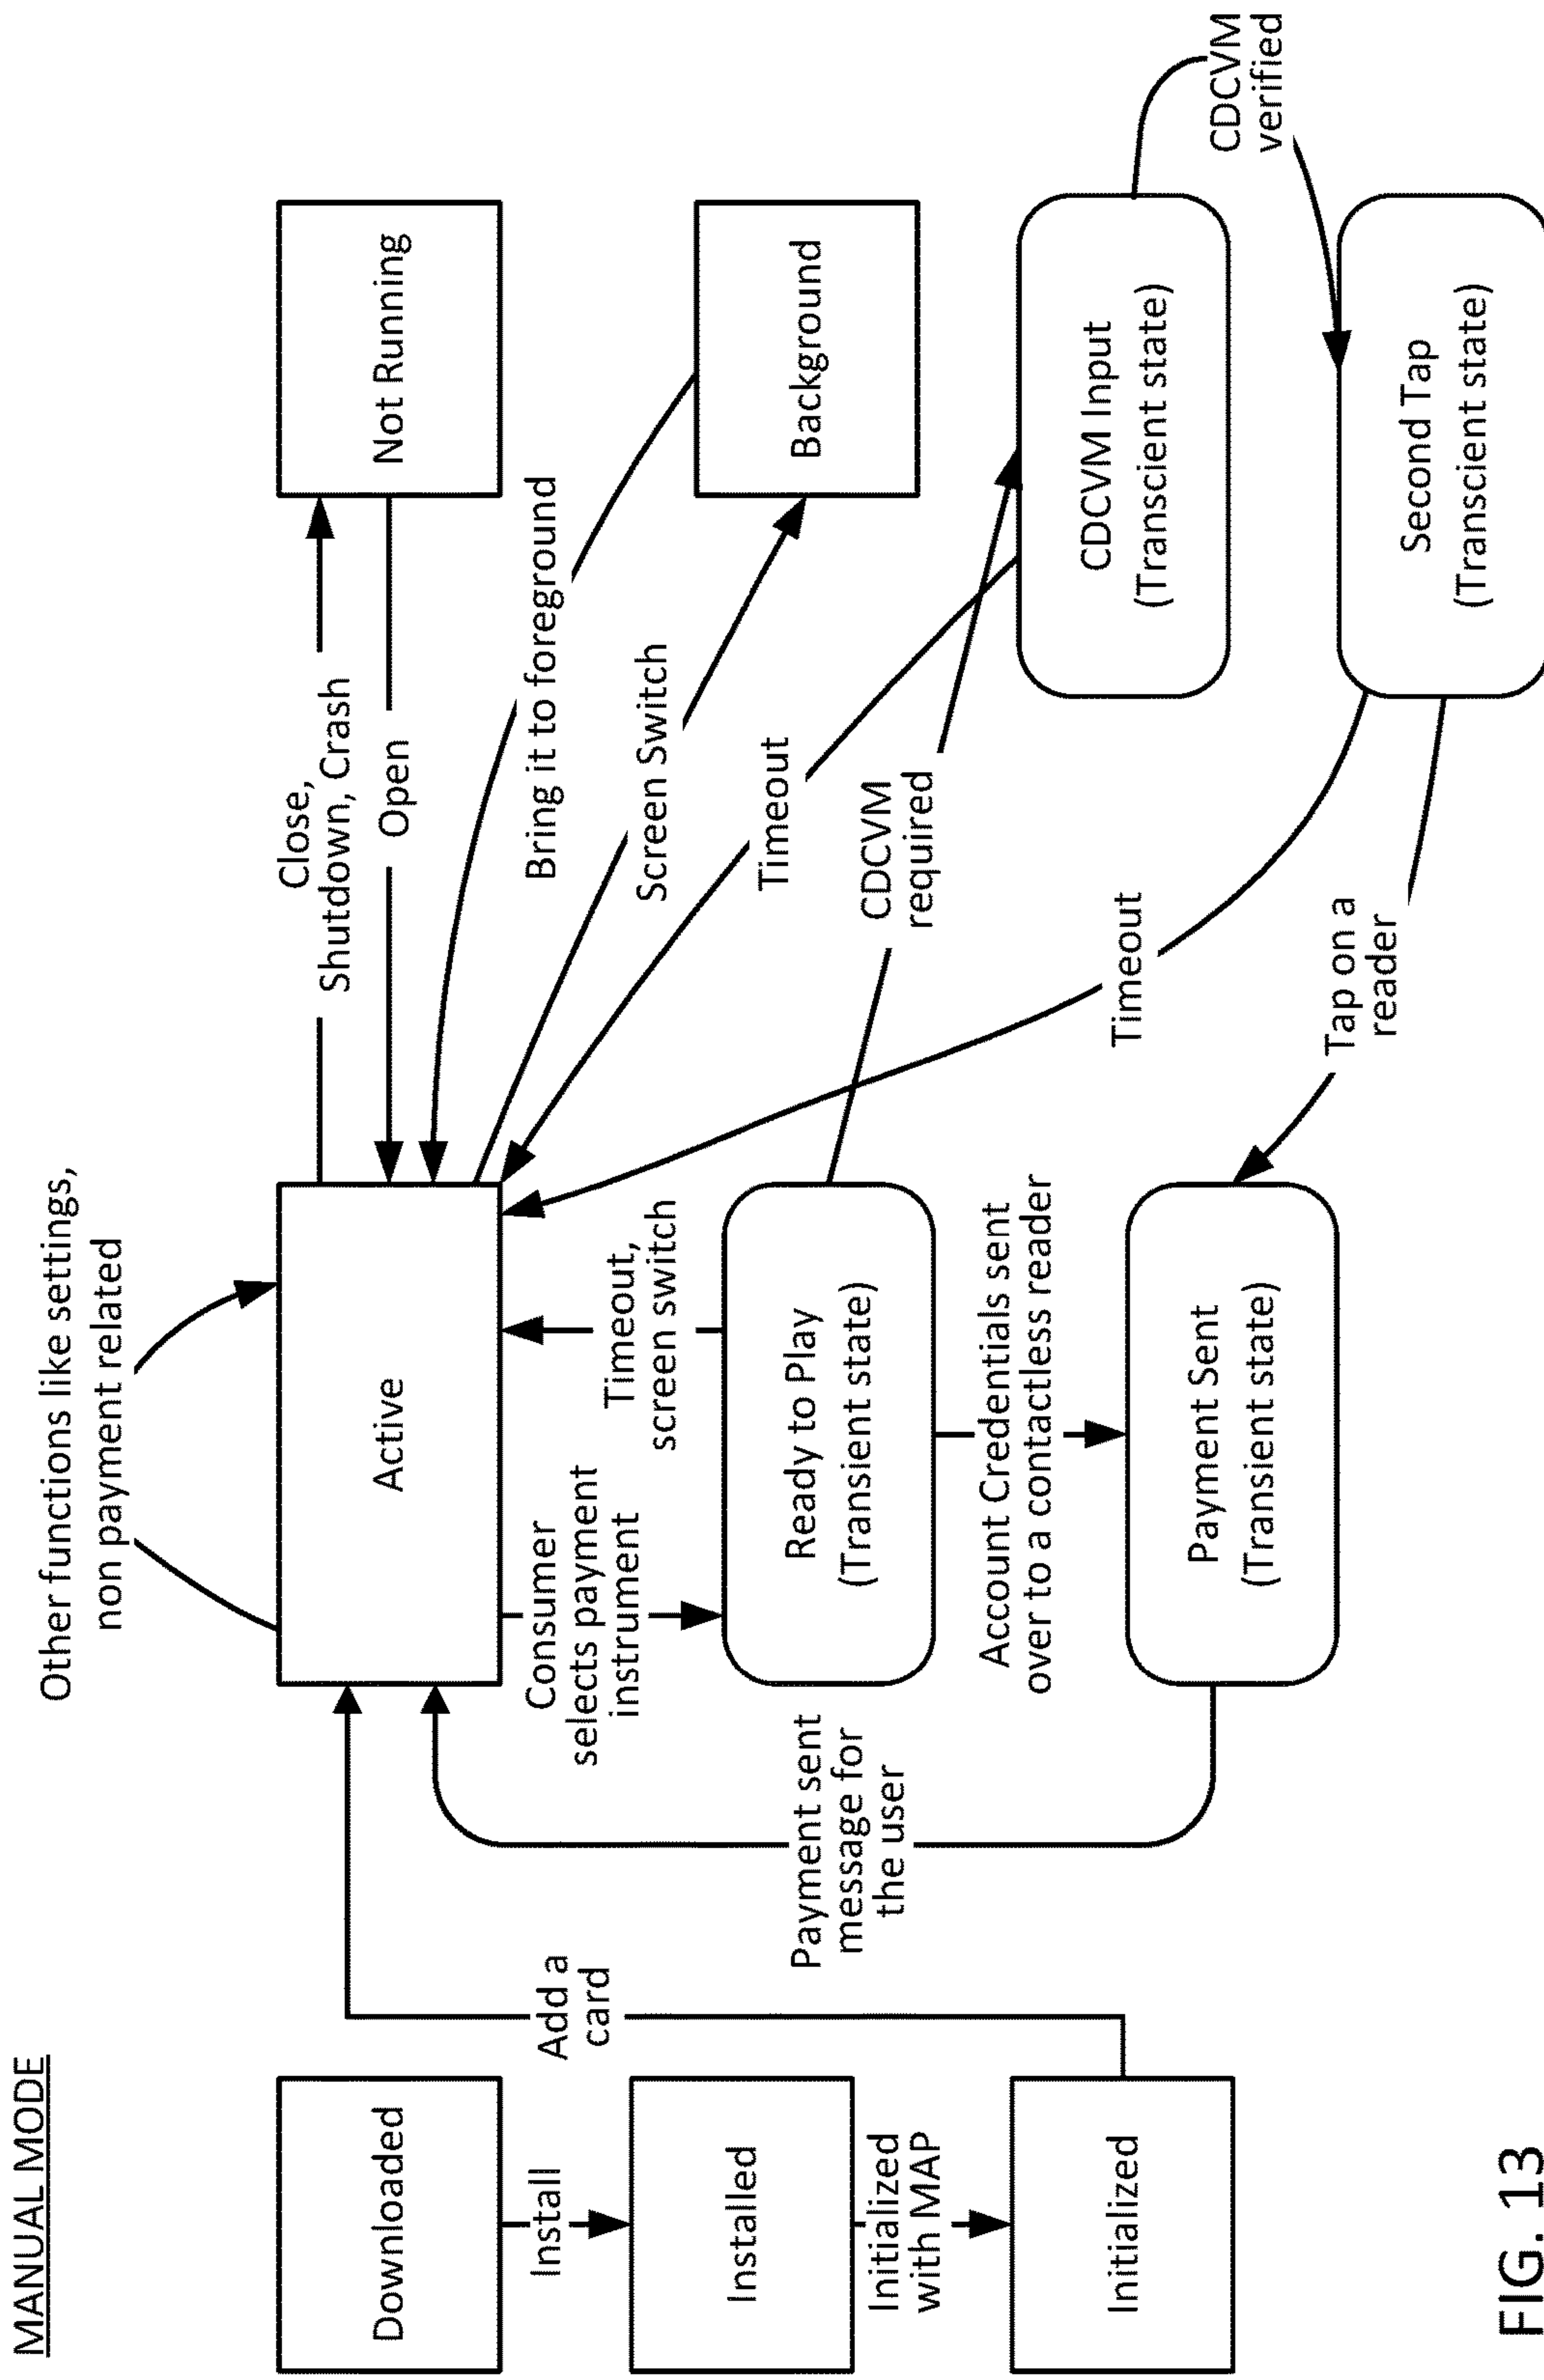 MANUAL MODE
Other functions like settings,
non payment related
Downloaded
Active
Close,
Shutdown, Crash
Open
Not Running
Install
Add a
card
Consumer
selects payment
instrument
Timeout,
screen switch
Bring it to foreground
Screen Switch
Installed
Background
Timeout
Payment sent
message for
the user
Ready to Play
(Transient state)
CDCVM
required
Initialized
with MAP
Account Credentials sent
over to a contactless reader
CDCVM Input
(Transcient state)
Initialized
Timeout
CDCVM
verified
Payment Sent
(Transient state)
Tap on a
reader
Second Tap
(Transcient state)
FIG. 13